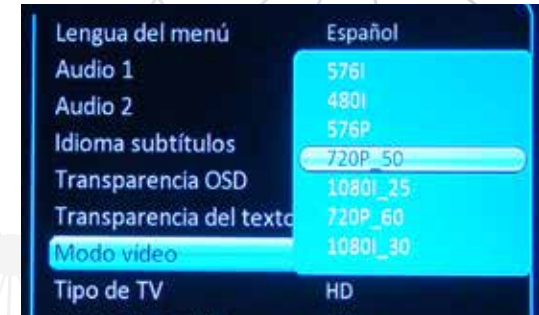 Lengua del menú Español
Audio 1 576I
Audio 2 480I
576P
Idioma subtítulos
720P_50
Transparencia OSD 1080I_25
Transparencia del texto 720P_60
Modo vídeo 1080I_30
Tipo de TV HD